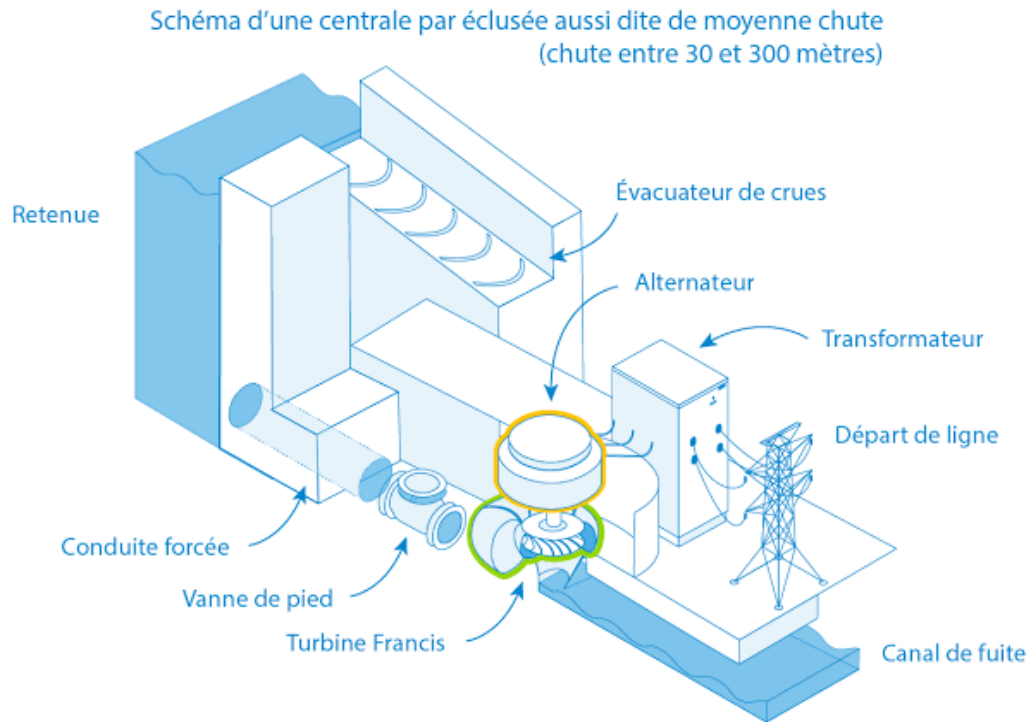 Schéma d’une centrale par éclusée aussi dite de moyenne chute
(chute entre 30 et 300 mètres)
Évacuateur de crues
Retenue
Alternateur
Transformateur
Départ de ligne
Conduite forcée
Vanne de pied
Turbine Francis
Canal de fuite